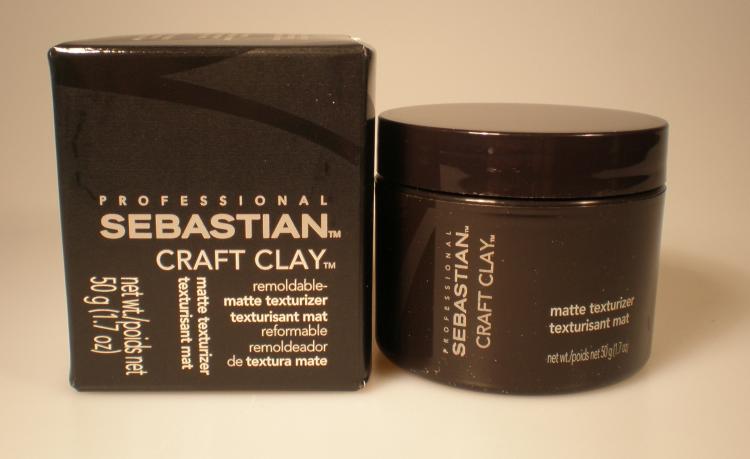 PROFESSIONAL
SEBASTIAN™
CRAFT CLAY™
remoldable-
matte texturizer
texturisant mat
reformable
remoldeador
de textura mate
matte texturizer
texturisant mat
net wt./poids net
50 g (1.7 oz)
PROFESSIONAL
SEBASTIAN™
CRAFT CLAY™
matte texturizer
texturisant mat
net wt./poids net 50 g (1.7 oz)